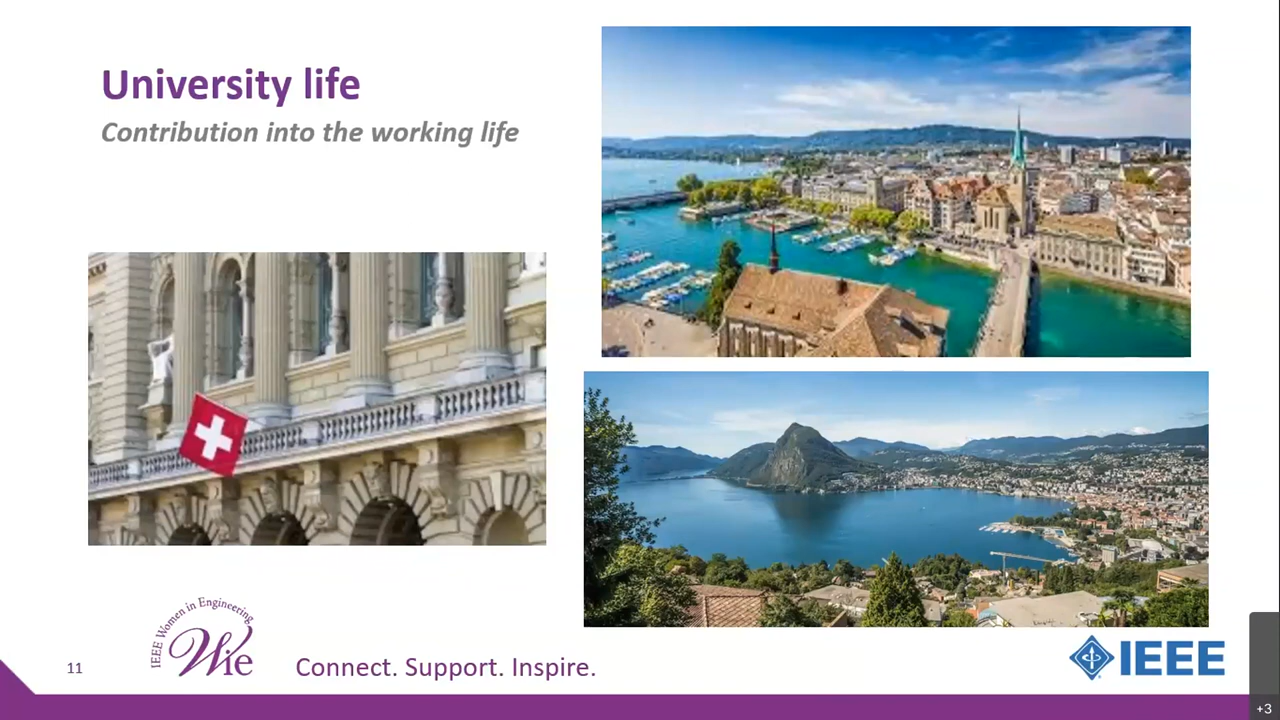 University life
Contribution into the working life
11
IEEE Women in Engineering
WIE
Connect. Support. Inspire.
IEEE
+3